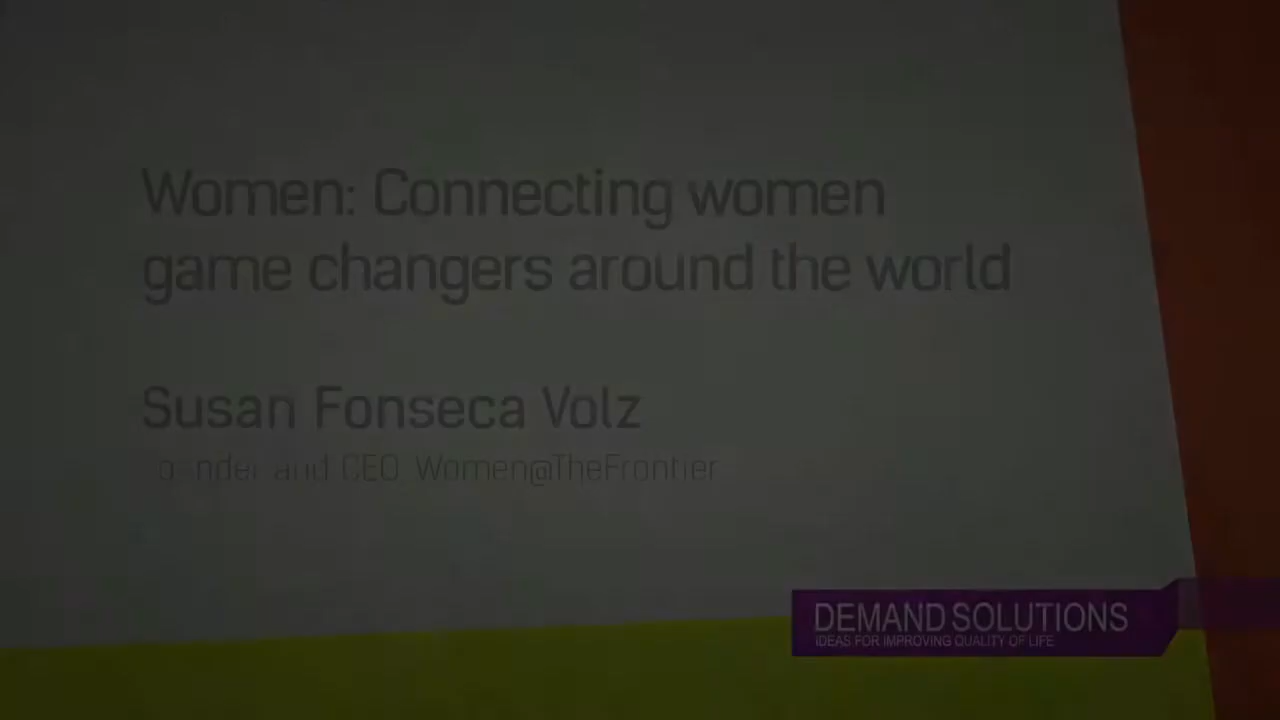 Women: Connecting women
game changers around the world
Susan Fonseca Volz
Founder and CEO Women@TheFrontier
DEMAND SOLUTIONS
IDEAS FOR IMPROVING QUALITY OF LIFE